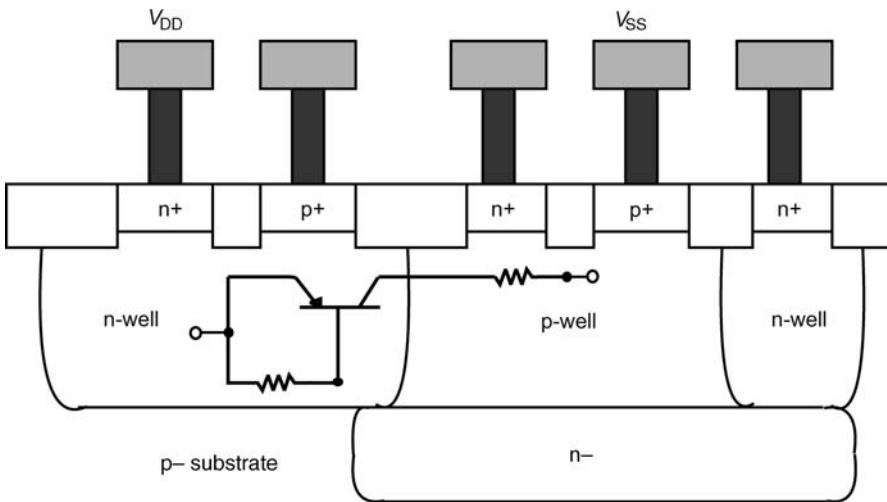 VDD
VSS
n+
p+
n+
p+
n+
n-well
p-well
n-well
p– substrate
n–